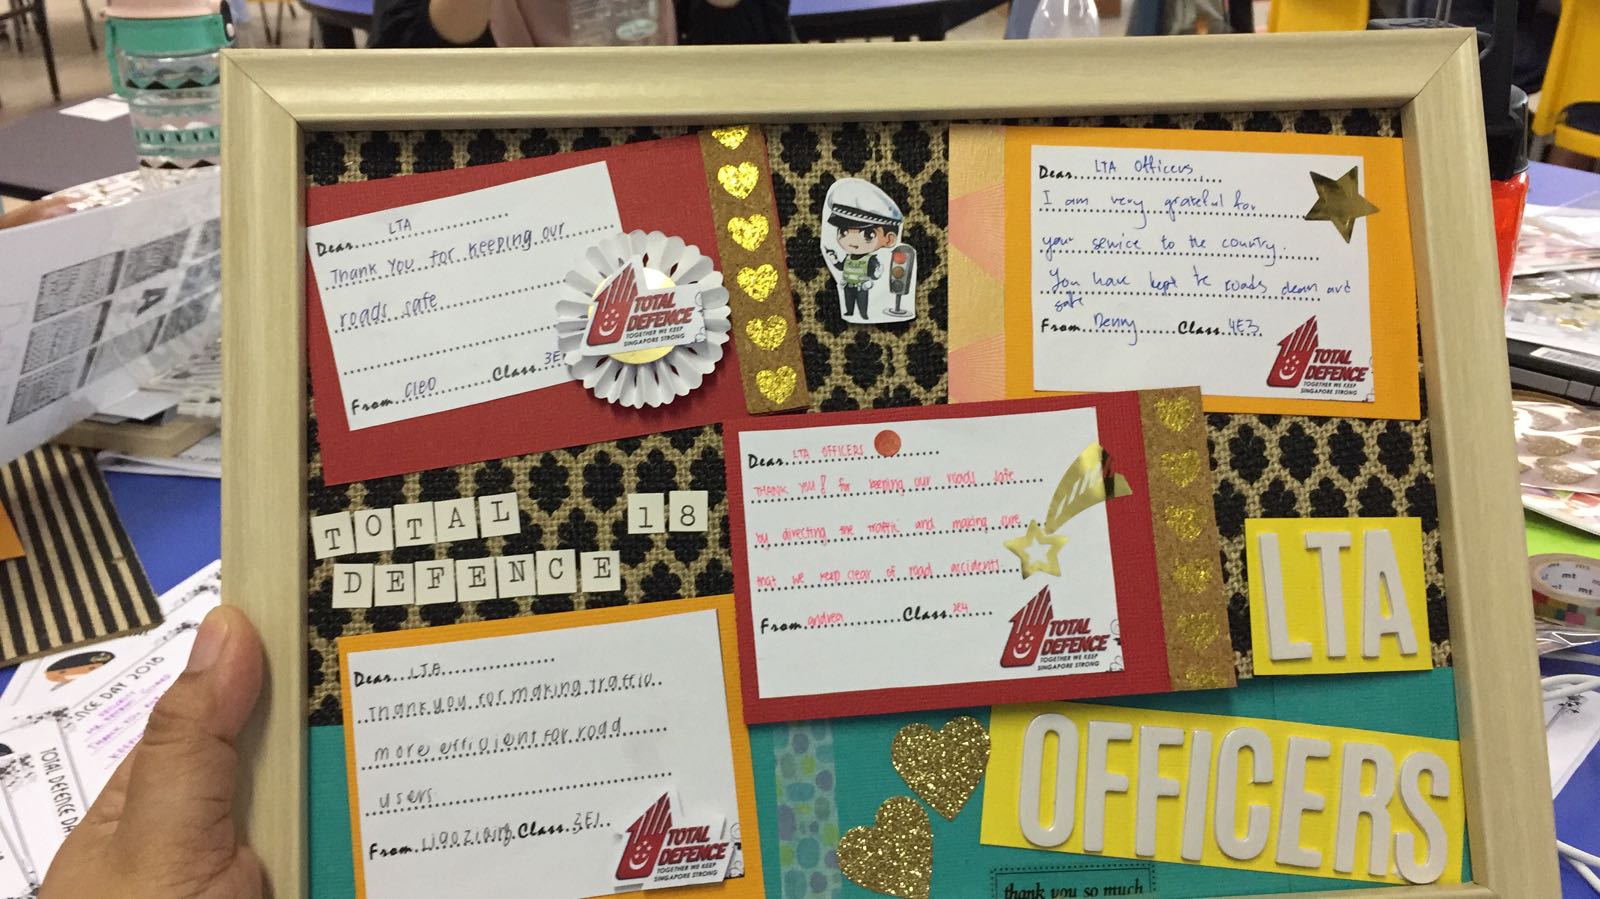 Dear LTA
Thank You for keeping our
roads safe
From CLEO Class 3E
TOTAL
DEFENCE
TOGETHER WE KEEP
SINGAPORE STRONG
Dear LTA Officers
I am very grateful for
your service to the country.
You have kept the roads clean and
safe
From Denny Class 4E3
TOTAL
DEFENCE
TOGETHER WE KEEP
SINGAPORE STRONG
Dear LTA OFFICERS
THANK YOU! for keeping our roads safe
by directing the traffic and making sure
that we keep clear of road accidents.
From andrea Class 2E4
TOTAL
DEFENCE
TOGETHER WE KEEP
SINGAPORE STRONG
TOTAL 18
DEFENCE
Dear LTA
Thank you for making traffic
more efficient for road
users.
From Class 3E1
TOTAL
DEFENCE
TOGETHER WE KEEP
SINGAPORE STRONG
LTA
OFFICERS
thank you so much
NCE DAY 2018
THANK YOU
KEEPING
TOTAL DEFENCE DAY
mt